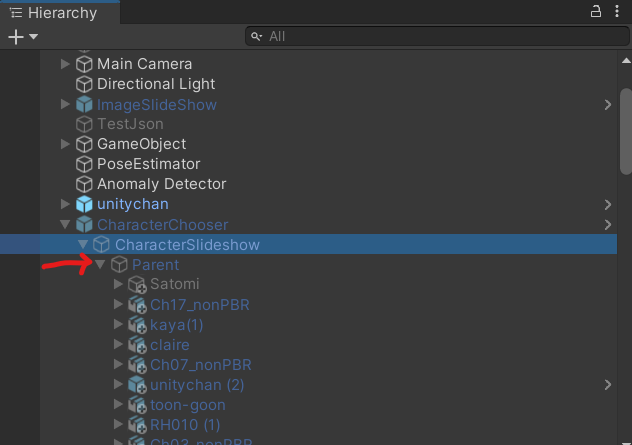 Hierarchy
All
Main Camera
Directional Light
ImageSlideShow
TestJson
GameObject
PoseEstimator
Anomaly Detector
unitychan
CharacterChooser
CharacterSlideshow
Parent
Satomi
Ch17_nonPBR
kaya(1)
claire
Ch07_nonPBR
unitychan (2)
toon-goon
RH010 (1)
Ch03_nonPBR